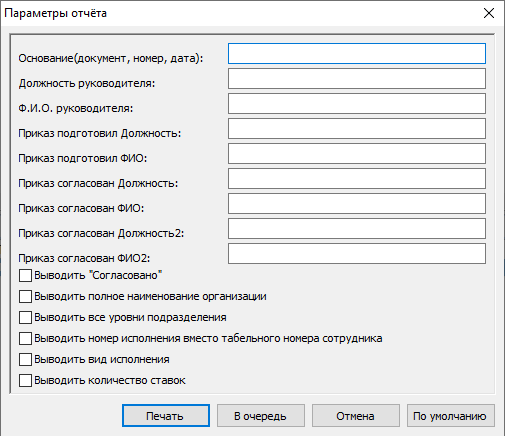 Параметры отчёта
Основание(документ, номер, дата):
Должность руководителя:
Ф.И.О. руководителя:
Приказ подготовил Должность:
Приказ подготовил ФИО:
Приказ согласован Должность:
Приказ согласован ФИО:
Приказ согласован Должность2:
Приказ согласован ФИО2:
Выводить "Согласовано"
Выводить полное наименование организации
Выводить все уровни подразделения
Выводить номер исполнения вместо табельного номера сотрудника
Выводить вид исполнения
Выводить количество ставок
Печать В очередь Отмена По умолчанию